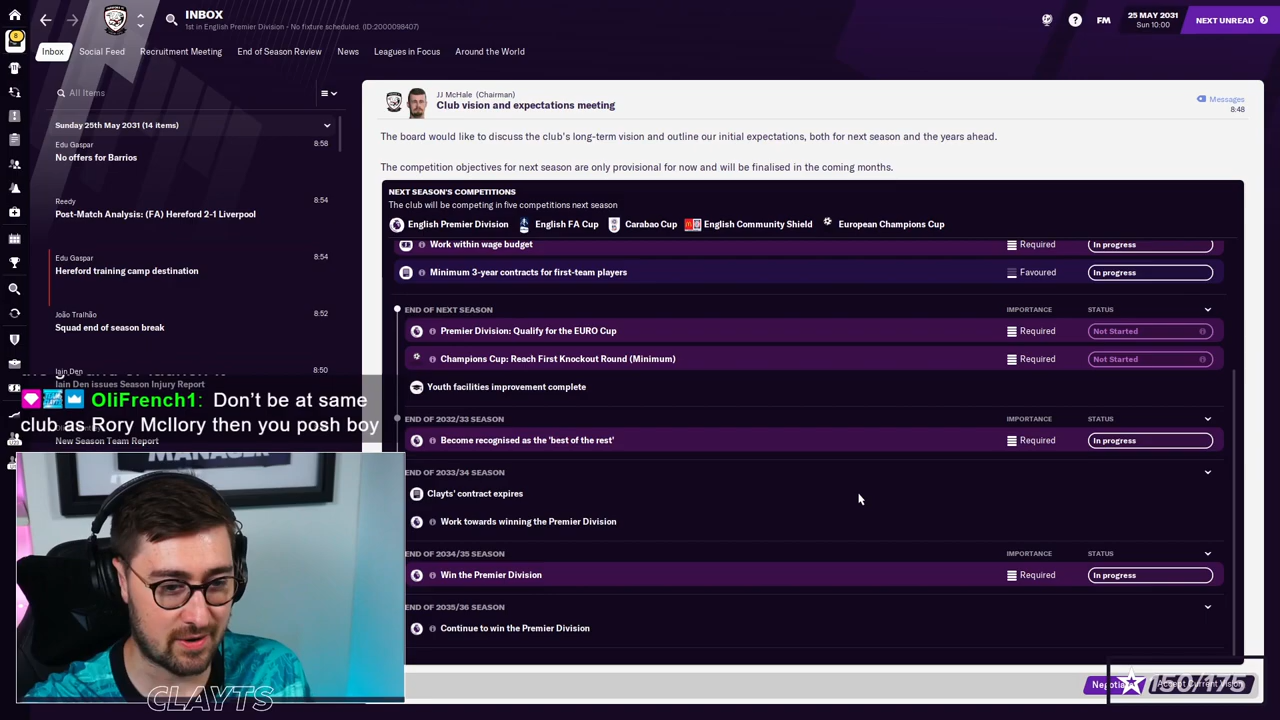 INBOX
1st in English Premier Division - No fixture scheduled. (ID:2000098407)
FM
25 MAY 2031
Sun 10:00
NEXT UNREAD
8
Inbox
Social Feed
Recruitment Meeting
End of Season Review
News
Leagues in Focus
Around the World
All Items
Sunday 25th May 2031 (14 items)
Edu Gaspar
8:58
No offers for Barrios
Reedy
8:54
Post-Match Analysis: (FA) Hereford 2-1 Liverpool
Edu Gaspar
8:54
Hereford training camp destination
João Tralhão
8:52
Squad end of season break
Iain Den
8:50
Iain Den issues Season Injury Report
OliFrench1: Don't be at same
club as Rory McIlory then you posh boy
New Season Team Report
MANAGER
CLAYTS
JJ McHale (Chairman)
Club vision and expectations meeting
Messages
8:48
The board would like to discuss the club's long-term vision and outline our initial expectations, both for next season and the years ahead.
The competition objectives for next season are only provisional for now and will be finalised in the coming months.
NEXT SEASON'S COMPETITIONS
The club will be competing in five competitions next season
English Premier Division
English FA Cup
Carabao Cup
English Community Shield
European Champions Cup
Work within wage budget
Required
In progress
Minimum 3-year contracts for first-team players
Favoured
In progress
END OF NEXT SEASON
IMPORTANCE
STATUS
Premier Division: Qualify for the EURO Cup
Required
Not Started
Champions Cup: Reach First Knockout Round (Minimum)
Required
Not Started
Youth facilities improvement complete
END OF 2032/33 SEASON
IMPORTANCE
STATUS
Become recognised as the 'best of the rest'
Required
In progress
END OF 2033/34 SEASON
Clayts' contract expires
Work towards winning the Premier Division
END OF 2034/35 SEASON
IMPORTANCE
STATUS
Win the Premier Division
Required
In progress
END OF 2035/36 SEASON
Continue to win the Premier Division
Accept Current Vision
150/175